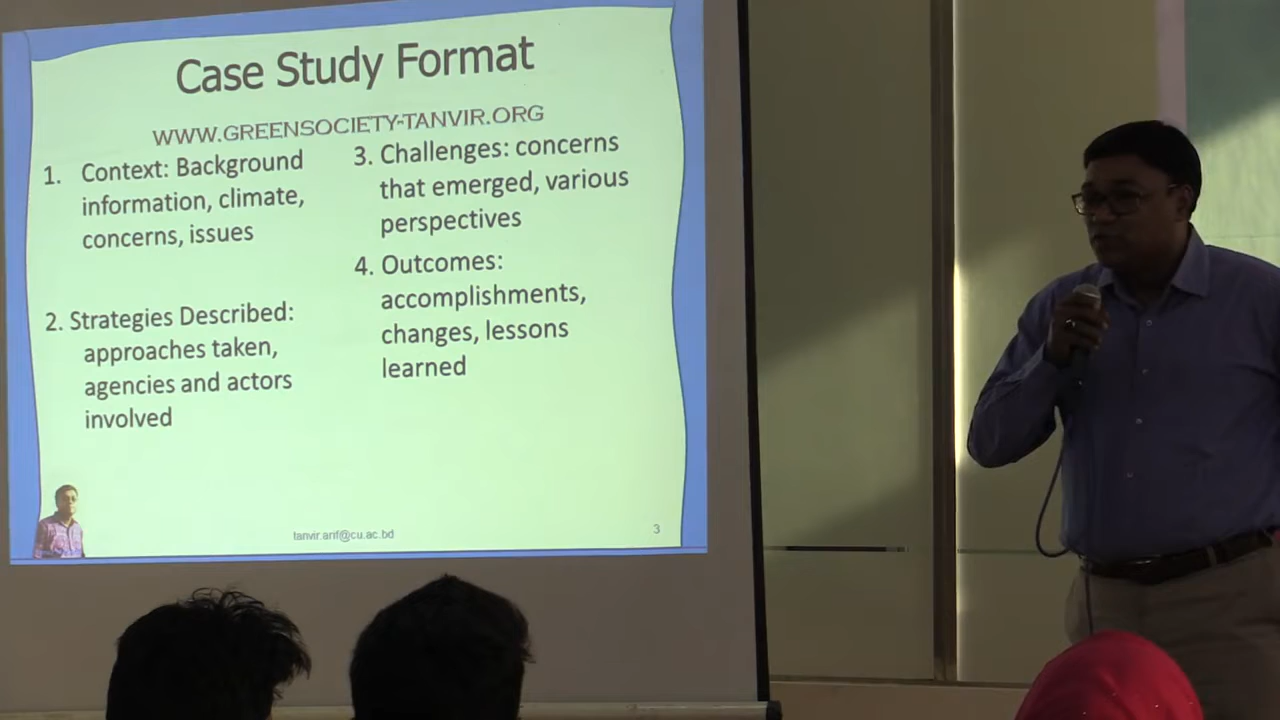 Case Study Format
WWW.GREENSOCIETY-TANVIR.ORG
1. Context: Background
information, climate,
concerns, issues
2. Strategies Described:
approaches taken,
agencies and actors
involved
3. Challenges: concerns
that emerged, various
perspectives
4. Outcomes:
accomplishments,
changes, lessons
learned
tanvir.arif@cu.ac.bd
3